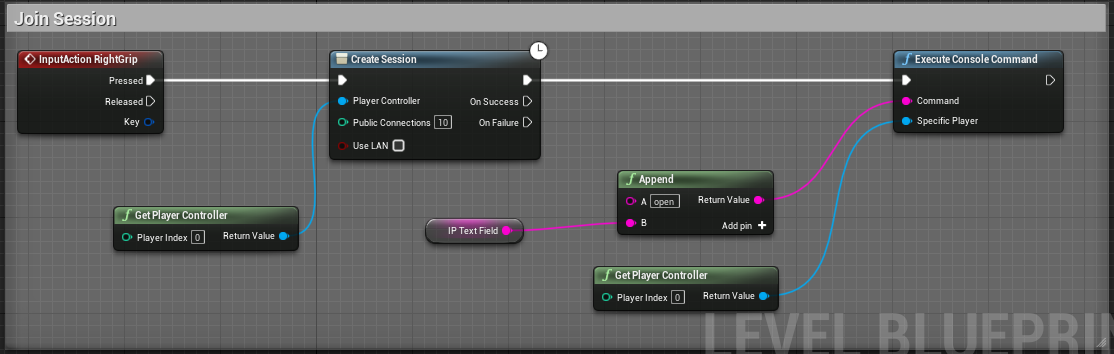 Join Session
InputAction RightGrip
Pressed
Released
Key
Create Session
Player Controller
On Success
Public Connections 10
On Failure
Use LAN
Execute Console Command
Command
Specific Player
Get Player Controller
Player Index 0
Return Value
IP Text Field
Append
A open
Return Value
B
Add pin
Get Player Controller
Player Index 0
Return Value
LEVEL BLUEPRIN